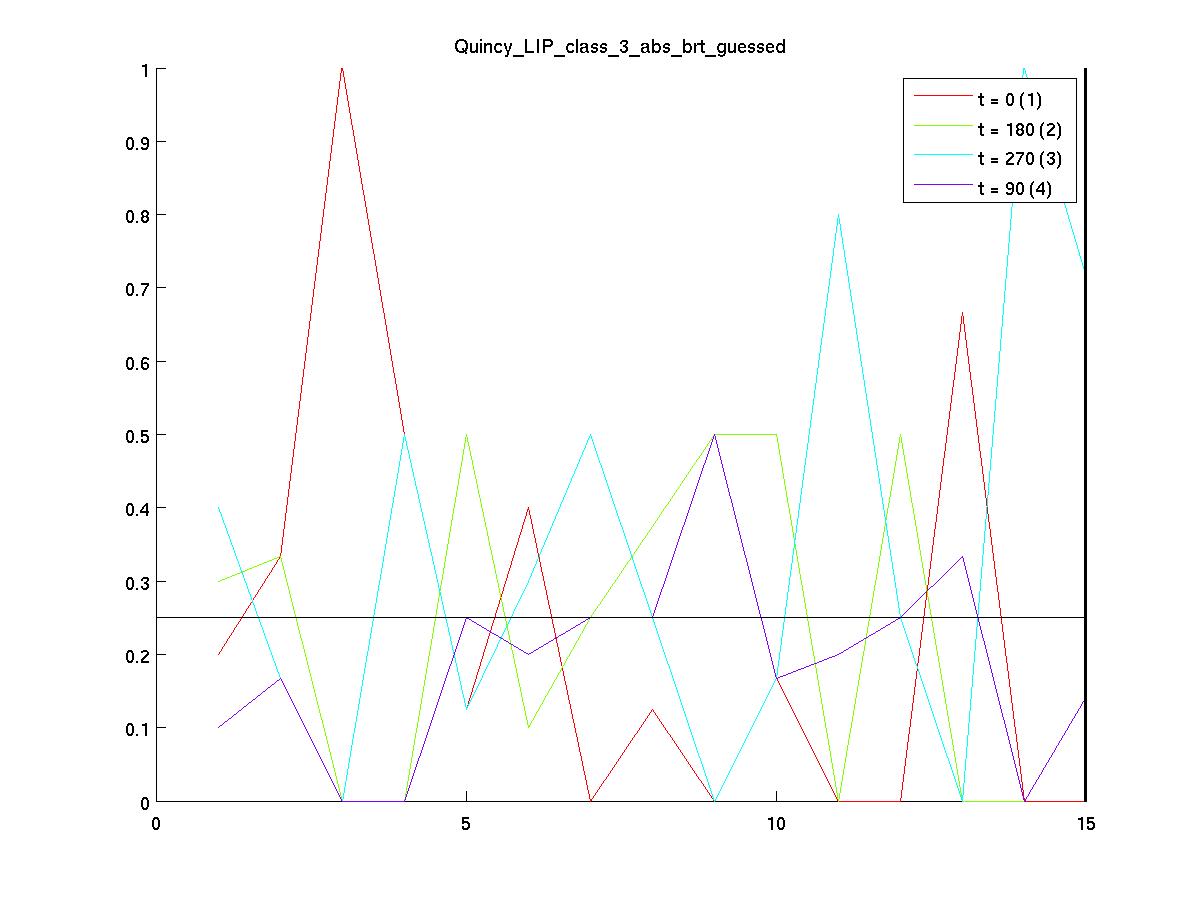 Quincy_LIP_class_3_abs_brt_guessed
1
0.9
0.8
0.7
0.6
0.5
0.4
0.3
0.2
0.1
0
t = 0 (1)
t = 180 (2)
t = 270 (3)
t = 90 (4)
0 5 10 15